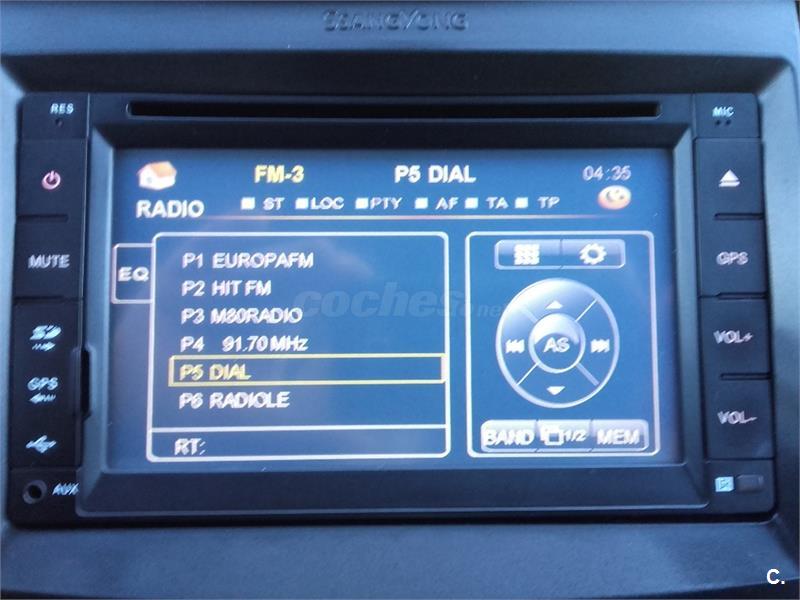 SSANGYONG
RES
MIC
FM-3 P5 DIAL 04:35
RADIO ST LOC PTY AF TA TP
MUTE
EQ
P1 EUROPAFM
P2 HIT FM
P3 M80RADIO
P4 91.70 MHz
P5 DIAL
P6 RADIOLE
RT:
AS
BAND 1/2 MEM
SD
GPS
AUX
GPS
VOL+
VOL-
coches.net
C.